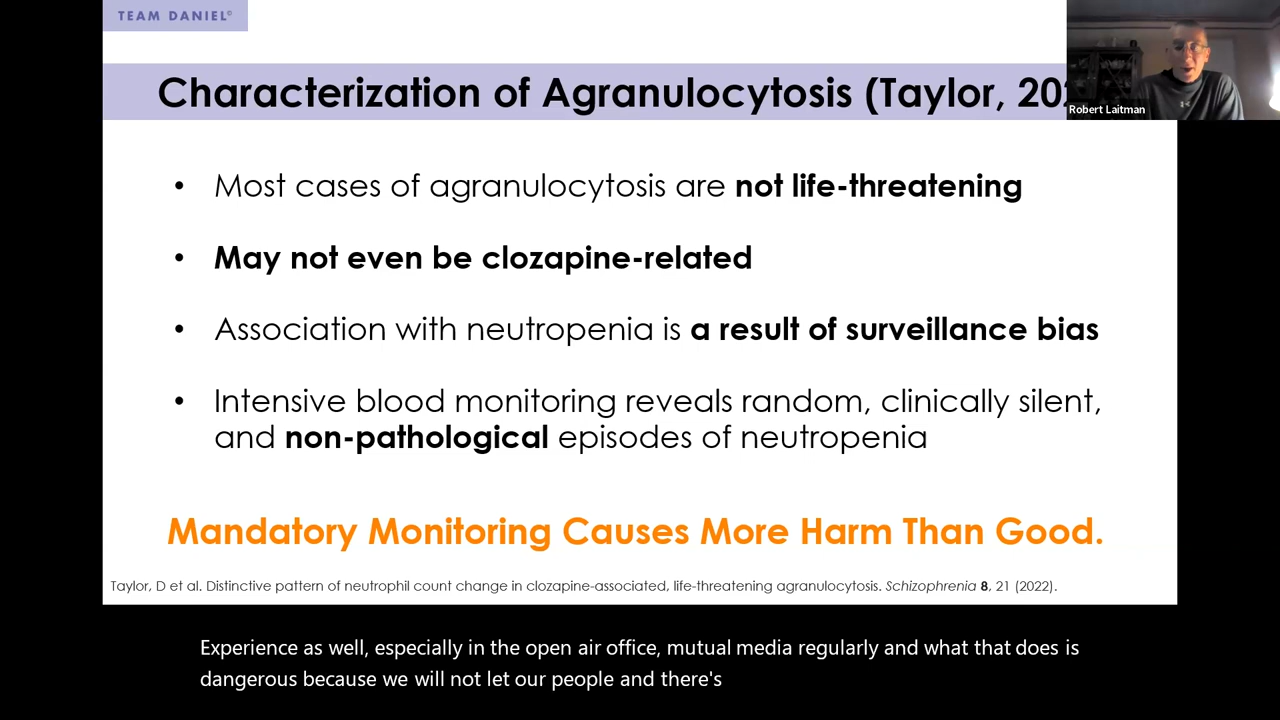 TEAM DANIEL©
Characterization of Agranulocytosis (Taylor, 202
Robert Laitman
• Most cases of agranulocytosis are not life-threatening
• May not even be clozapine-related
• Association with neutropenia is a result of surveillance bias
• Intensive blood monitoring reveals random, clinically silent,
and non-pathological episodes of neutropenia
Mandatory Monitoring Causes More Harm Than Good.
Taylor, D et al. Distinctive pattern of neutrophil count change in clozapine-associated, life-threatening agranulocytosis. Schizophrenia 8, 21 (2022).
Experience as well, especially in the open air office, mutual media regularly and what that does is
dangerous because we will not let our people and there's